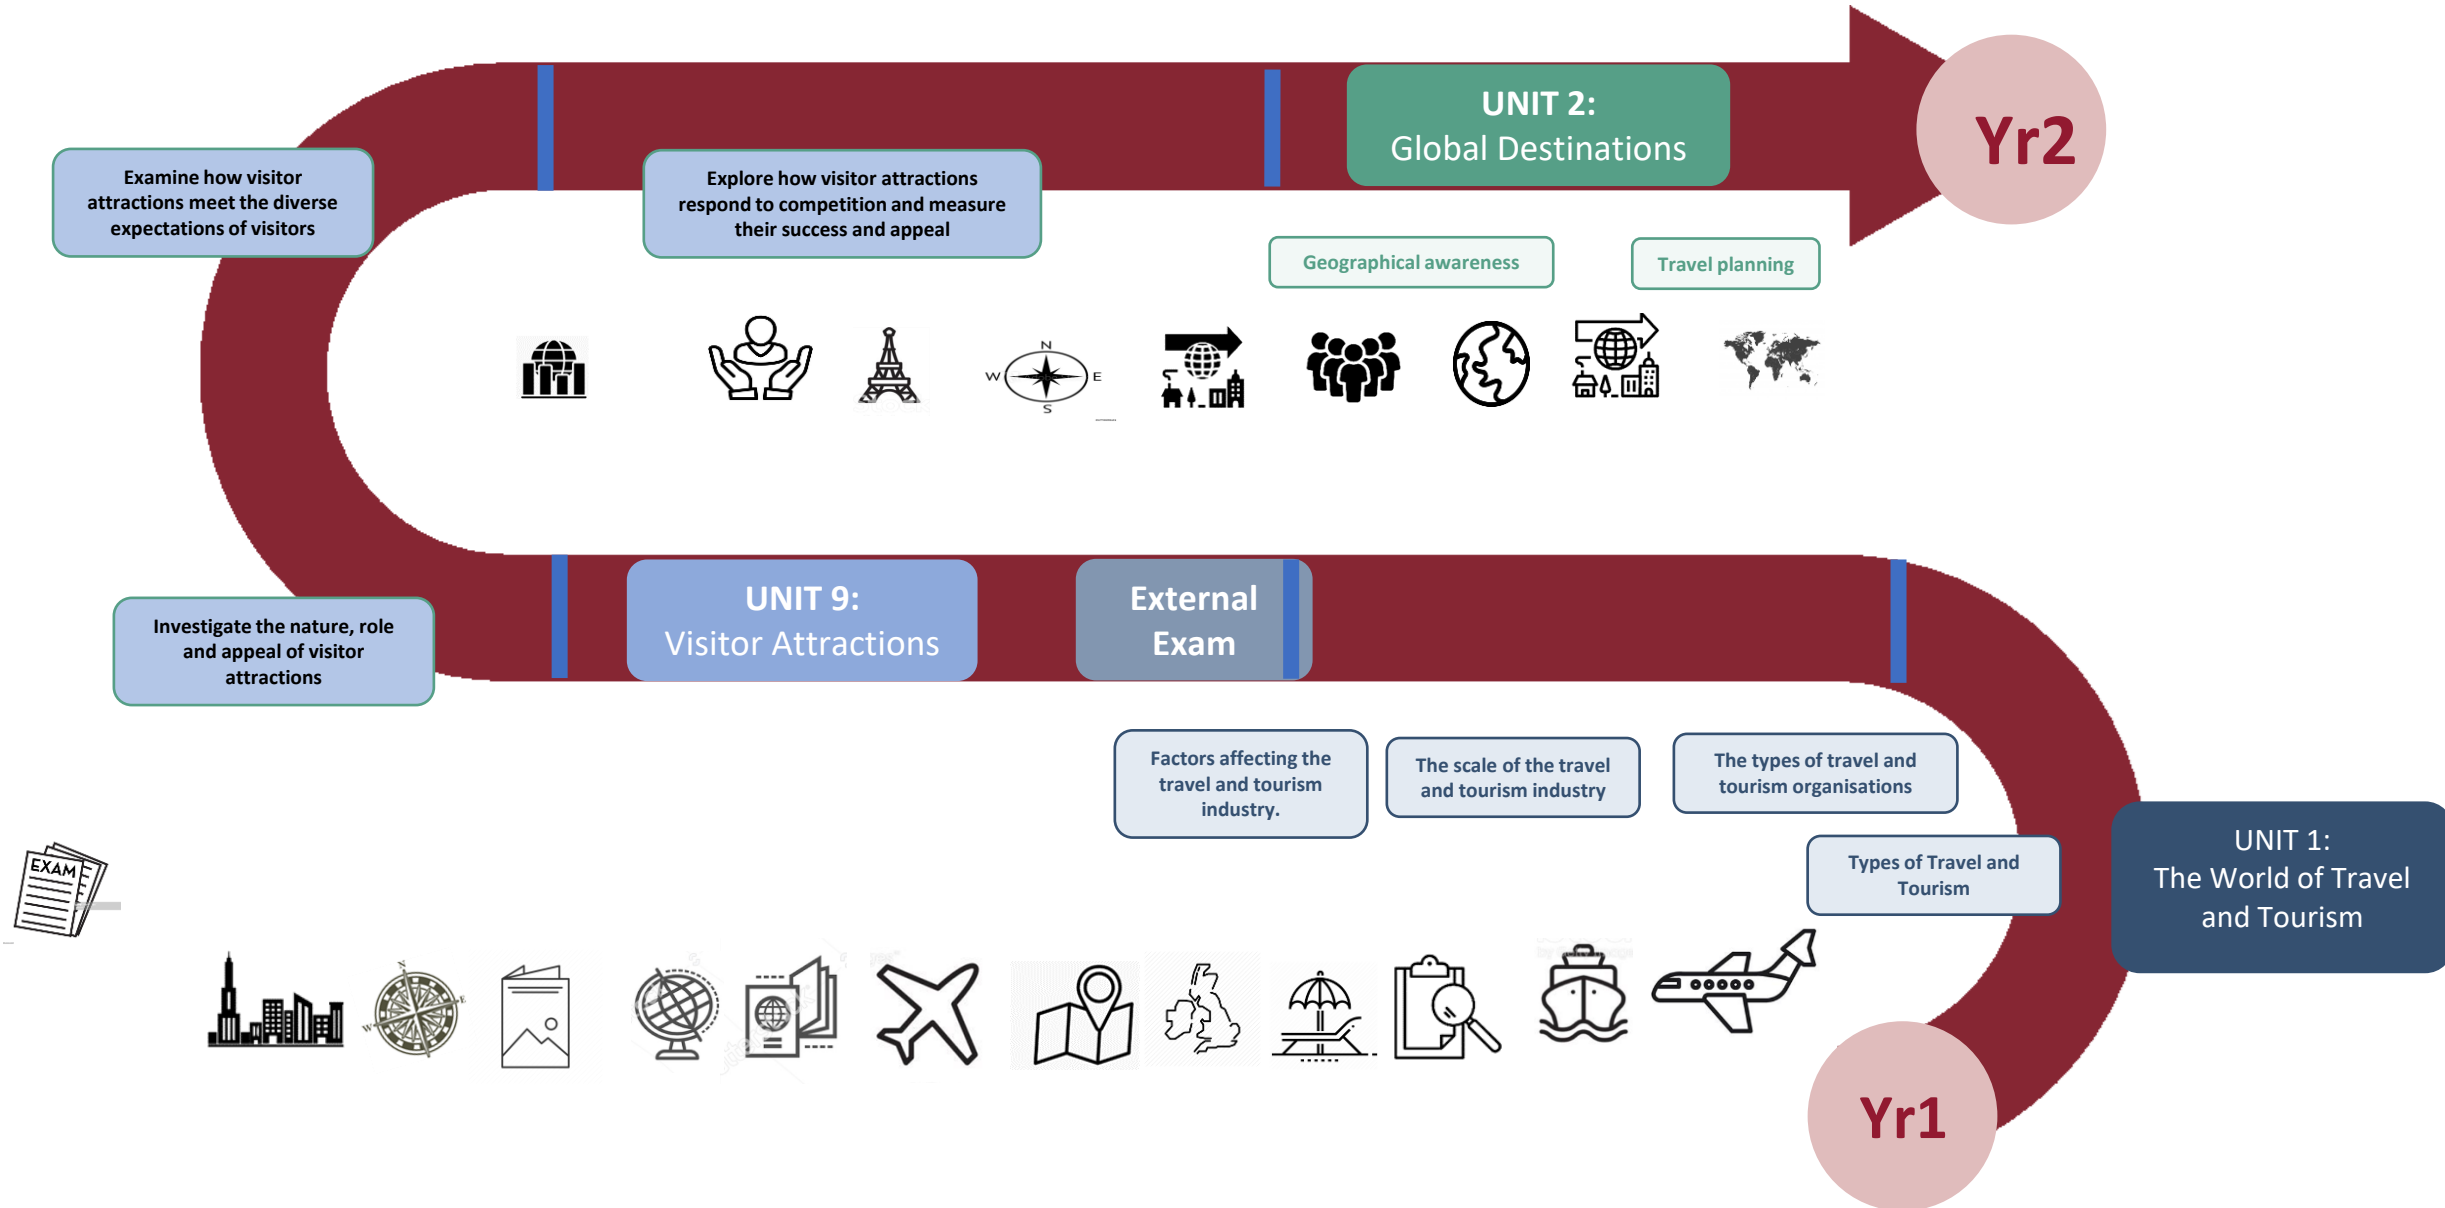 UNIT 2:
Global Destinations
Yr2
Examine how visitor
attractions meet the diverse
expectations of visitors
Explore how visitor attractions
respond to competition and measure
their success and appeal
Geographical awareness
Travel planning
N
W
E
S
UNIT 9:
Visitor Attractions
External
Exam
Investigate the nature, role
and appeal of visitor
attractions
Factors affecting the
travel and tourism
industry.
The scale of the travel
and tourism industry
The types of travel and
tourism organisations
Types of Travel and
Tourism
UNIT 1:
The World of Travel
and Tourism
EXAM
N
E
W
Yr1